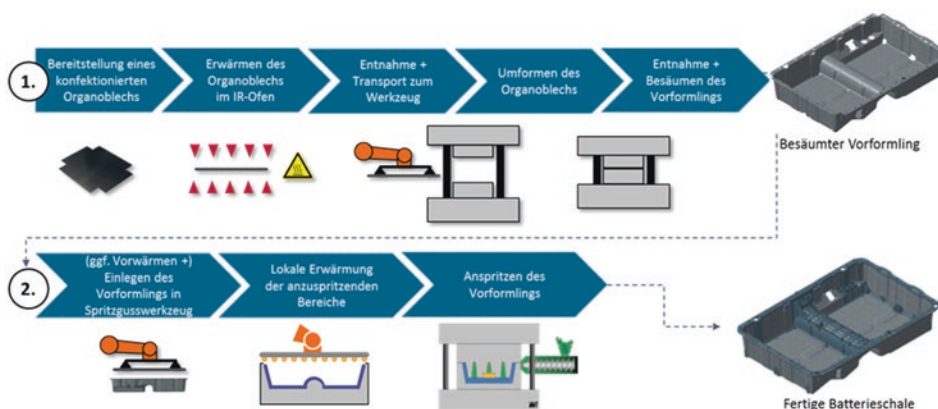 1.
Bereitstellung eines
konfektionierten
Organoblechs
Erwärmen des
Organoblechs
im IR-Ofen
Entnahme +
Transport zum
Werkzeug
Umformen des
Organoblechs
Entnahme +
Besäumen des
Vorformlings
Besäumter Vorformling
2.
(ggf. Vorwärmen +)
Einlegen des
Vorformlings in
Spritzgusswerkzeug
Lokale Erwärmung
der anzuspritzenden
Bereiche
Anspritzen des
Vorformlings
Fertige Batterieschale